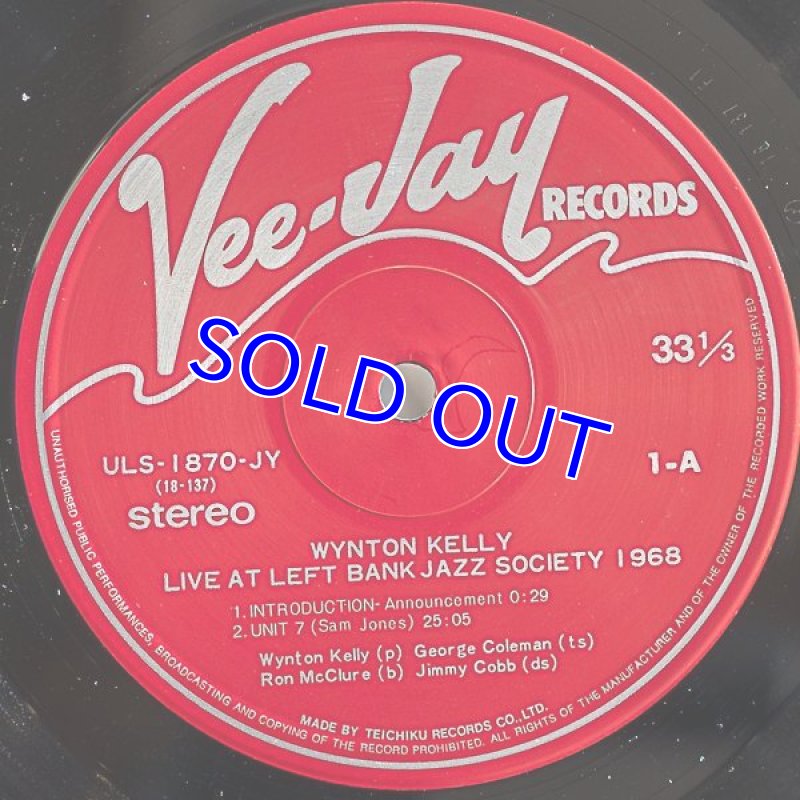 Vee-Jay
RECORDS
33 1/3
SOLD OUT
ULS-1870-JY
(18-137)
stereo
1-A
WYNTON KELLY
LIVE AT LEFT BANK JAZZ SOCIETY 1968
1. INTRODUCTION- Announcement 0:29
2. UNIT 7 (Sam Jones) 25:05
Wynton Kelly (p) George Coleman (ts)
Ron McClure (b) Jimmy Cobb (ds)
MADE BY TEICHIKU RECORDS CO., LTD.
UNAUTHORISED PUBLIC PERFORMANCES, BROADCASTING AND COPYING OF THE RECORD PROHIBITED. ALL RIGHTS OF THE MANUFACTURER AND OF THE OWNER OF THE RECORDED WORK RESERVED